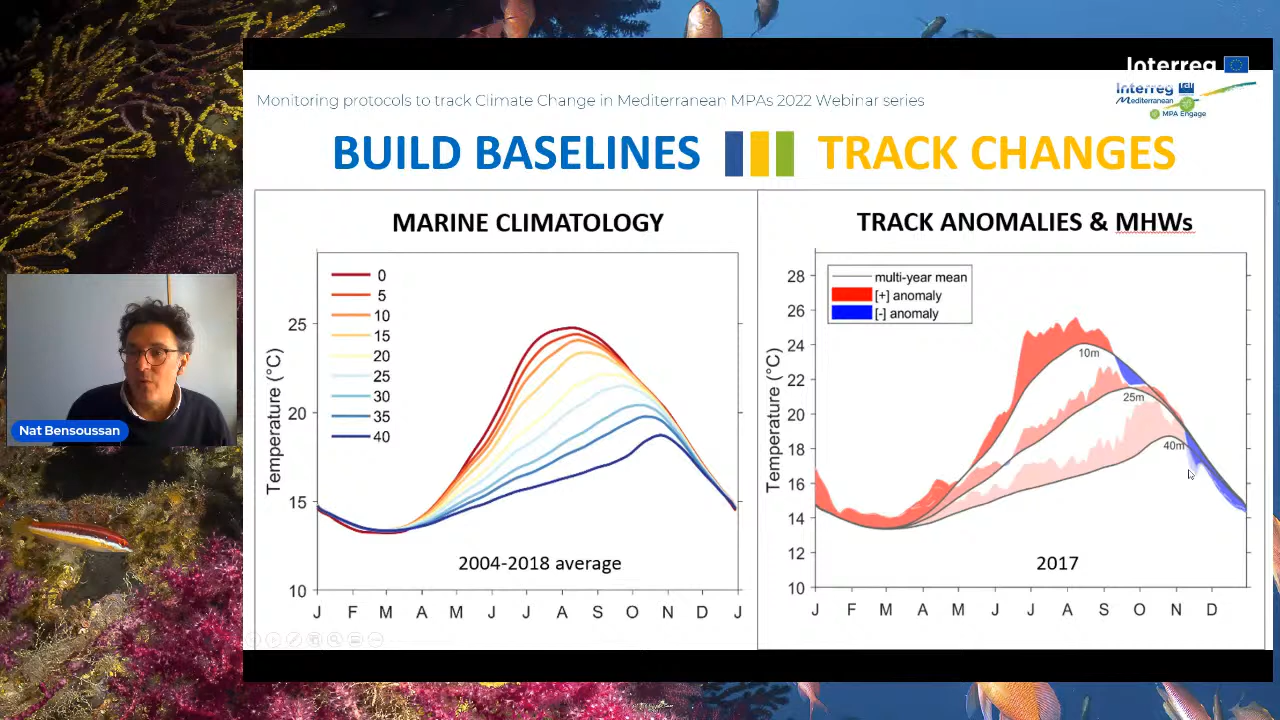 Interreg
Monitoring protocols to track Climate Change in Mediterranean MPAs 2022 Webinar series
Interreg
Mediterranean
MPA Engage
BUILD BASELINES
TRACK CHANGES
MARINE CLIMATOLOGY
0
5
10
15
20
25
30
35
40
25
20
15
10
Temperature (°C)
2004-2018 average
J F M A M J J A S O N D J
TRACK ANOMALIES & MHWs
multi-year mean
[+] anomaly
[-] anomaly
28
26
24
22
20
18
16
14
12
10
Temperature (°C)
10m
25m
40m
2017
J F M A M J J A S O N D
Nat Bensoussan